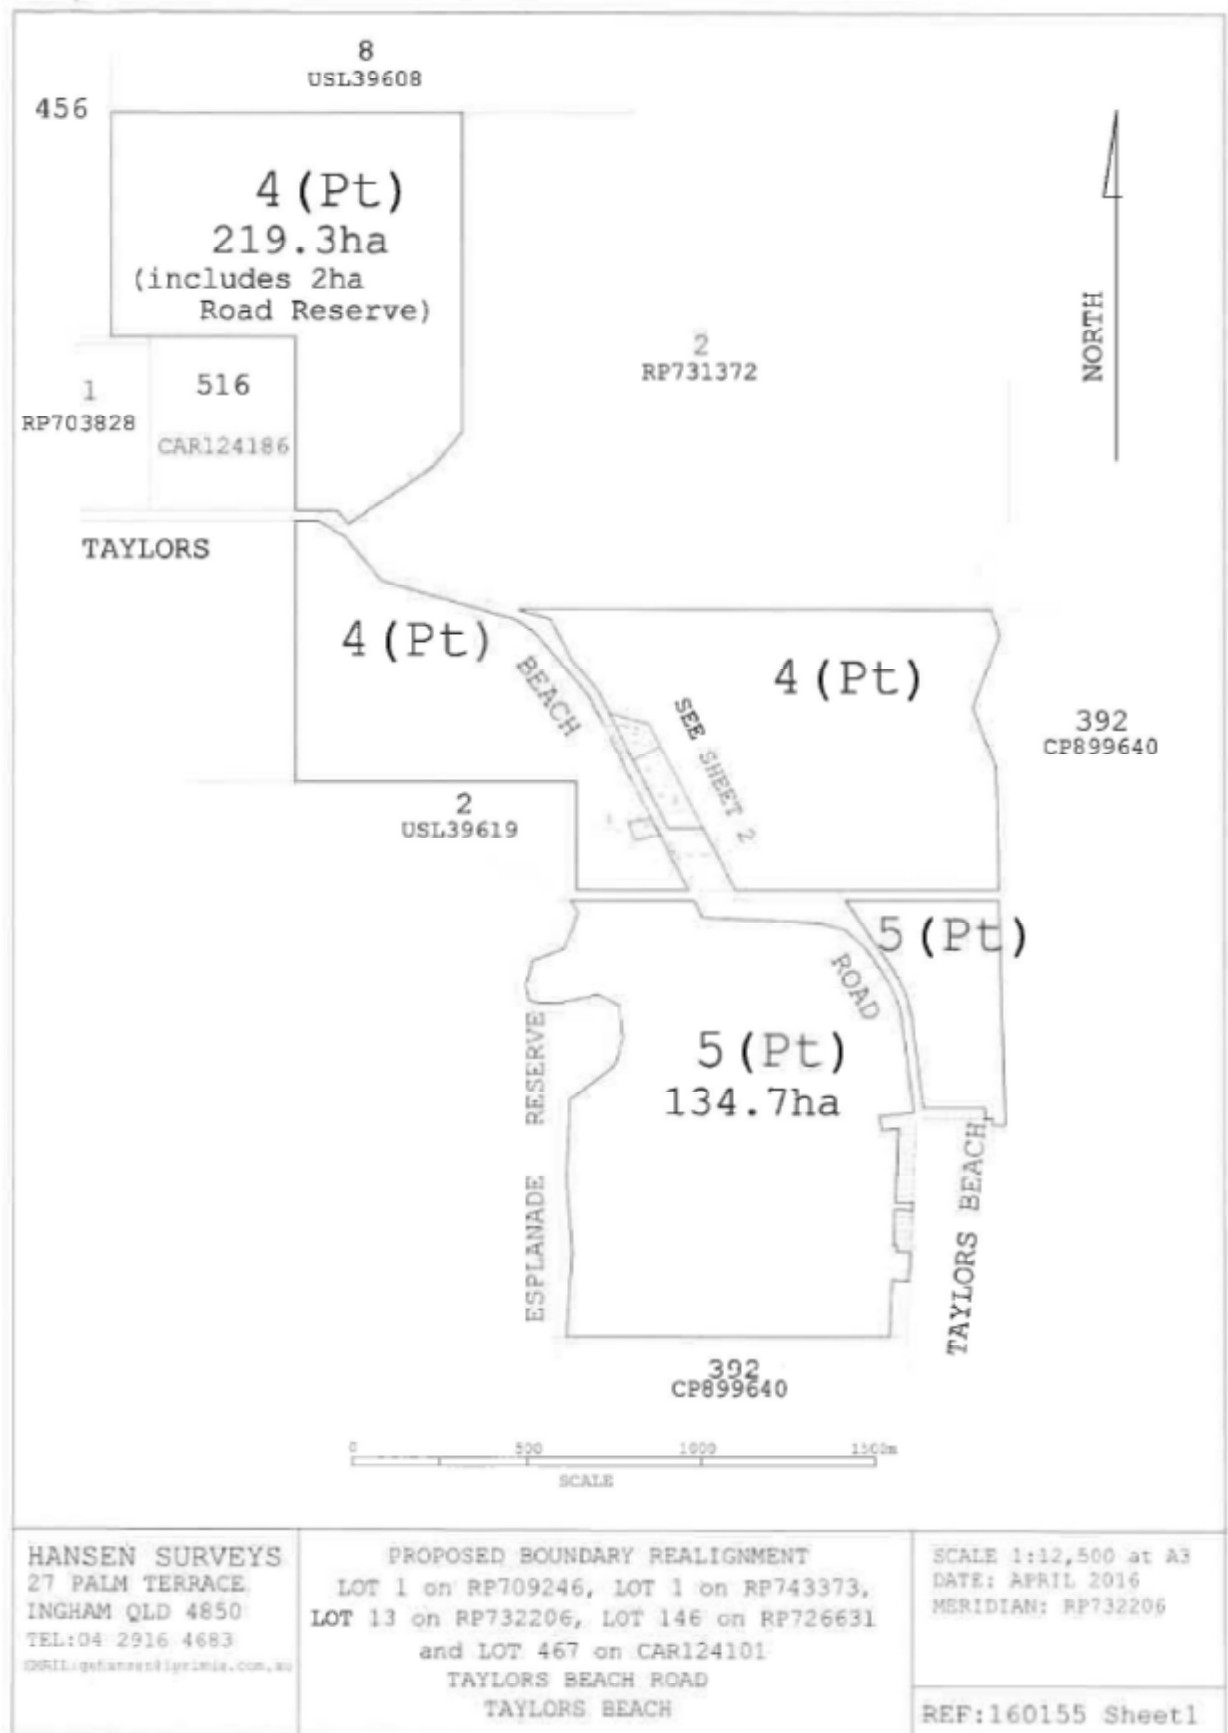 8
USL39608
456
4(Pt)
219.3ha
(includes 2ha
Road Reserve)
NORTH
2
RP731372
1
RP703828
516
CAR124186
TAYLORS
4(Pt)
BEACH
4(Pt)
SEE SHEET 2
392
CP899640
2
USL39619
5(Pt)
ROAD
5(Pt)
134.7ha
ESPLANADE RESERVE
TAYLORS BEACH
392
CP899640
0 500 1000 1500m
SCALE
HANSEN SURVEYS
27 PALM TERRACE
INGHAM QLD 4850
TEL:04 2916 4683
PROPOSED BOUNDARY REALIGNMENT
LOT 1 on RP709246, LOT 1 on RP743373,
LOT 13 on RP732206, LOT 146 on RP726631
and LOT 467 on CAR124101
TAYLORS BEACH ROAD
TAYLORS BEACH
SCALE 1:12,500 at A3
DATE: APRIL 2016
MERIDIAN: RP732206
REF:160155 Sheet1